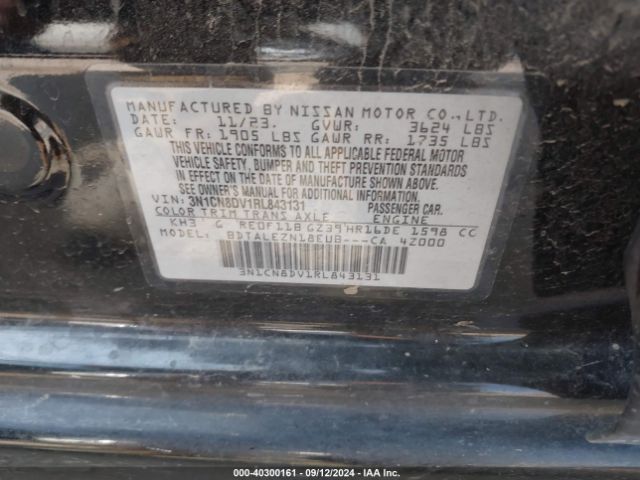 MANUFACTURED BY NISSAN MOTOR CO.,LTD.
DATE: 11/23 GVWR: 3624 LBS
GAWR FR: 1905 LBS GAWR RR: 1735 LBS
THIS VEHICLE CONFORMS TO ALL APPLICABLE FEDERAL MOTOR
VEHICLE SAFETY, BUMPER AND THEFT PREVENTION STANDARDS
IN EFFECT ON THE DATE OF MANUFACTURE SHOWN ABOVE.
SEE OWNER'S MANUAL FOR ADDITIONAL INFORMATION.
VIN: 3N1CN8DV1RL843131 PASSENGER CAR
COLOR TRIM TRANS AXLE ENGINE
KH3 G RE0F11B GZ39 HR16DE 1598 CC
MODEL: BDTALEZN18EUB---CA 4Z000
3N1CN8DV1RL843131
000-40300161 - 09/12/2024 - IAA Inc.